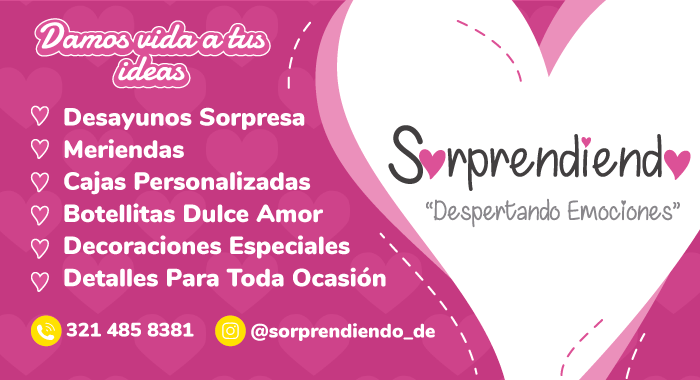 Damos vida a tus
ideas
Desayunos Sorpresa
Meriendas
Cajas Personalizadas
Botellitas Dulce Amor
Decoraciones Especiales
Detalles Para Toda Ocasión
321 485 8381
@sorprendiendo_de
Sorprendiendo
“Despertando Emociones”